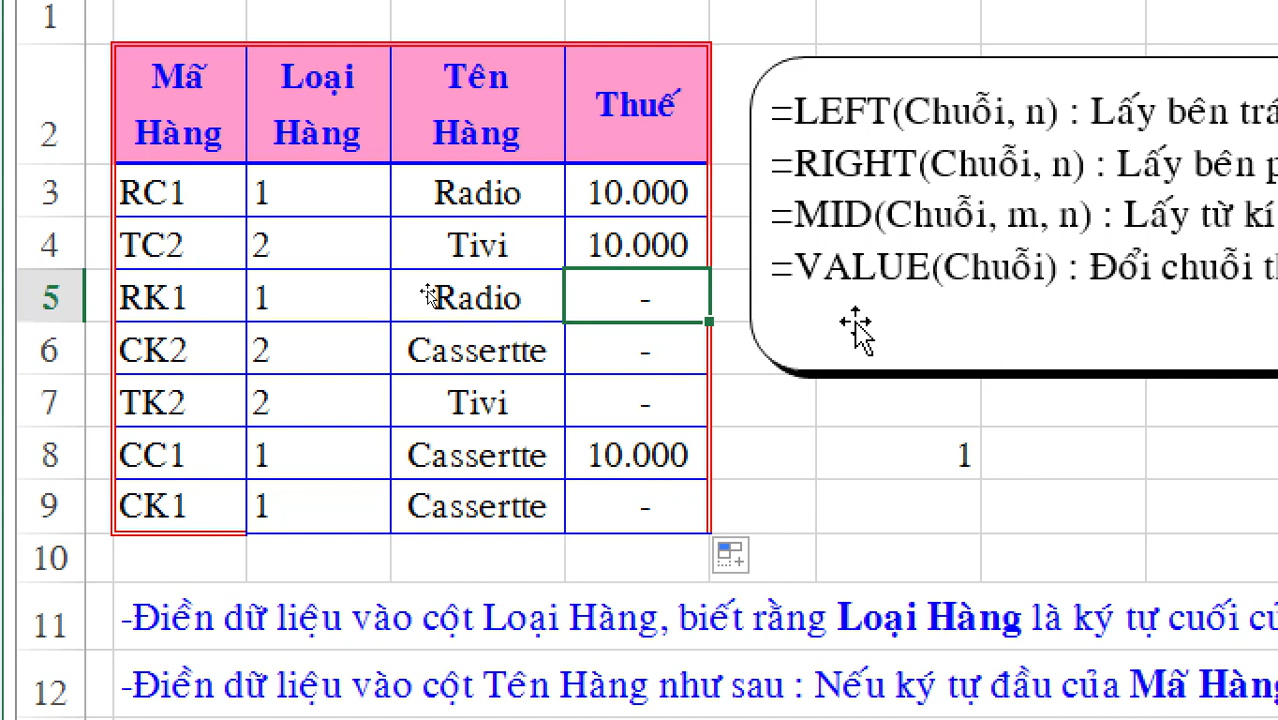 1
Mã Hàng Loại Hàng Tên Hàng Thuế
2
3 RC1 1 Radio 10.000
4 TC2 2 Tivi 10.000
5 RK1 1 Radio -
6 CK2 2 Cassertte -
7 TK2 2 Tivi -
8 CC1 1 Cassertte 10.000 1
9 CK1 1 Cassertte -
10
=LEFT(Chuỗi, n) : Lấy bên
=RIGHT(Chuỗi, n) : Lấy bên
=MID(Chuỗi, m, n) : Lấy từ kí
=VALUE(Chuỗi) : Đổi chuỗi
11 -Điền dữ liệu vào cột Loại Hàng, biết rằng Loại Hàng là ký tự cuối
12 -Điền dữ liệu vào cột Tên Hàng như sau : Nếu ký tự đầu của Mã Hàng